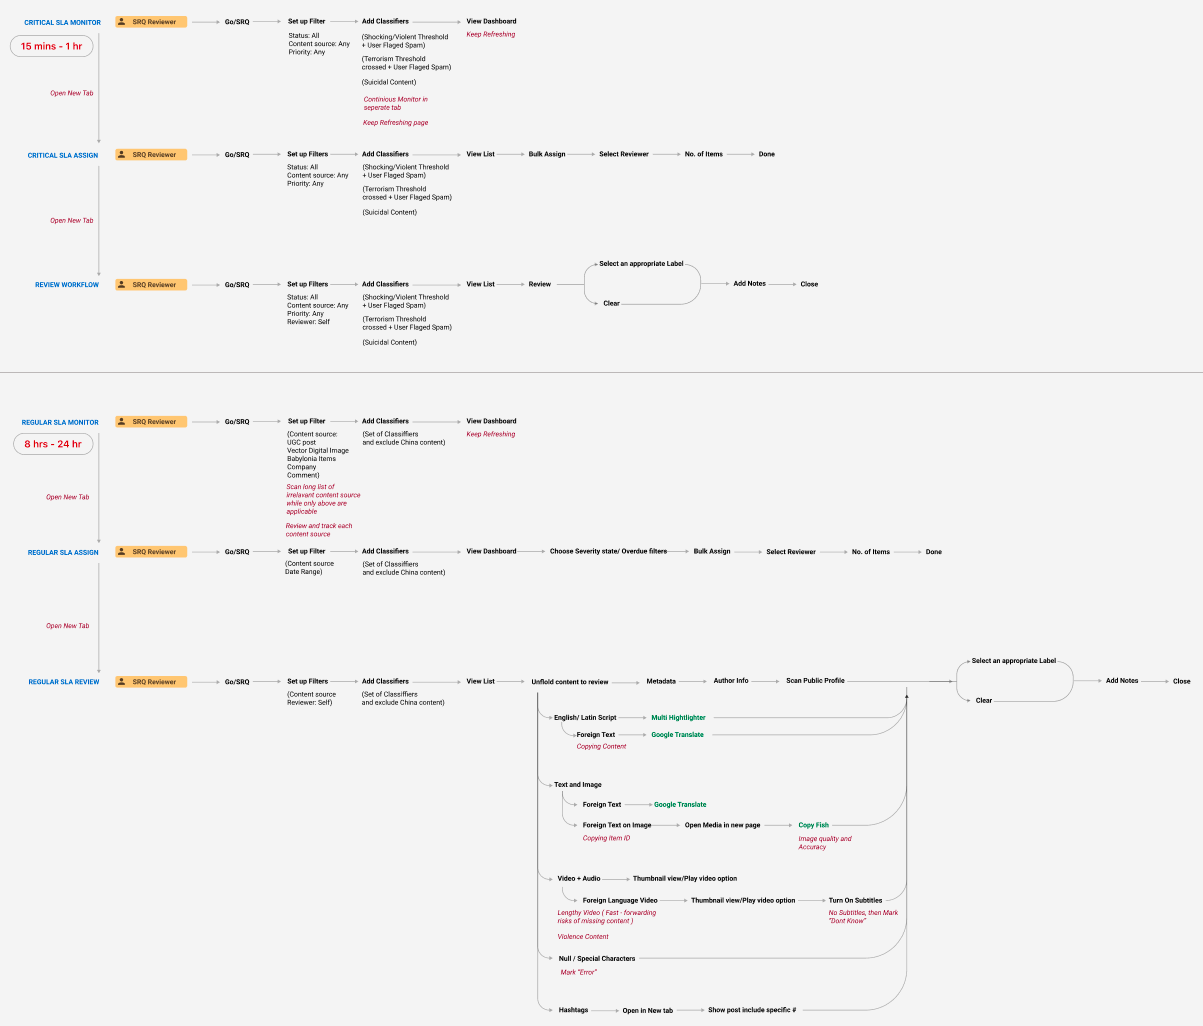 CRITICAL SLA MONITOR
SRQ Reviewer
Go/SRQ
Set up Filter
Add Classifiers
View Dashboard
15 mins - 1 hr
Status: All
Content source: Any
Priority: Any
(Shocking/Violent Threshold
+ User Flaged Spam)
(Terrorism Threshold
crossed + User Flaged Spam)
(Suicidal Content)
Continious Monitor in
seperate tab
Keep Refreshing page
Keep Refreshing
Open New Tab
CRITICAL SLA ASSIGN
SRQ Reviewer
Go/SRQ
Set up Filters
Add Classifiers
View List
Bulk Assign
Select Reviewer
No. of Items
Done
Status: All
Content source: Any
Priority: Any
(Shocking/Violent Threshold
+ User Flaged Spam)
(Terrorism Threshold
crossed + User Flaged Spam)
(Suicidal Content)
Open New Tab
REVIEW WORKFLOW
SRQ Reviewer
Go/SRQ
Set up Filters
Add Classifiers
View List
Review
Select an appropriate Label
Clear
Add Notes
Close
Status: All
Content source: Any
Priority: Any
Reviewer: Self
(Shocking/Violent Threshold
+ User Flaged Spam)
(Terrorism Threshold
crossed + User Flaged Spam)
(Suicidal Content)
REGULAR SLA MONITOR
SRQ Reviewer
Go/SRQ
Set up Filter
Add Classifiers
View Dashboard
8 hrs - 24 hr
(Content source:
UGC post
Vector Digital Image
Babylonia Items
Company
Comment)
Scan long list of
irrelavant content source
while only above are
applicable
Review and track each
content source
(Set of Classiffiers
and exclude China content)
Keep Refreshing
Open New Tab
REGULAR SLA ASSIGN
SRQ Reviewer
Go/SRQ
Set up Filter
Add Classifiers
View Dashboard
Choose Severity state/ Overdue filters
Bulk Assign
Select Reviewer
No. of Items
Done
(Content source
Date Range)
(Set of Classiffiers
and exclude China content)
Open New Tab
REGULAR SLA REVIEW
SRQ Reviewer
Go/SRQ
Set up Filters
Add Classifiers
View List
Unflold content to review
Metadata
Author Info
Scan Public Profile
Select an appropriate Label
Clear
Add Notes
Close
(Content source
Reviewer: Self)
(Set of Classiffiers
and exclude China content)
English/ Latin Script
Multi Hightlighter
Foreign Text
Google Translate
Copying Content
Text and Image
Foreign Text
Google Translate
Foreign Text on Image
Open Media in new page
Copy Fish
Copying Item ID
Image quality and
Accuracy
Video + Audio
Thumbnail view/Play video option
Foreign Language Video
Thumbnail view/Play video option
Turn On Subtitles
Lengthy Video ( Fast - forwarding
risks of missing content )
No Subtitles, then Mark
"Dont Know"
Violence Content
Null / Special Characters
Mark "Error"
Hashtags
Open in New tab
Show post include specific #